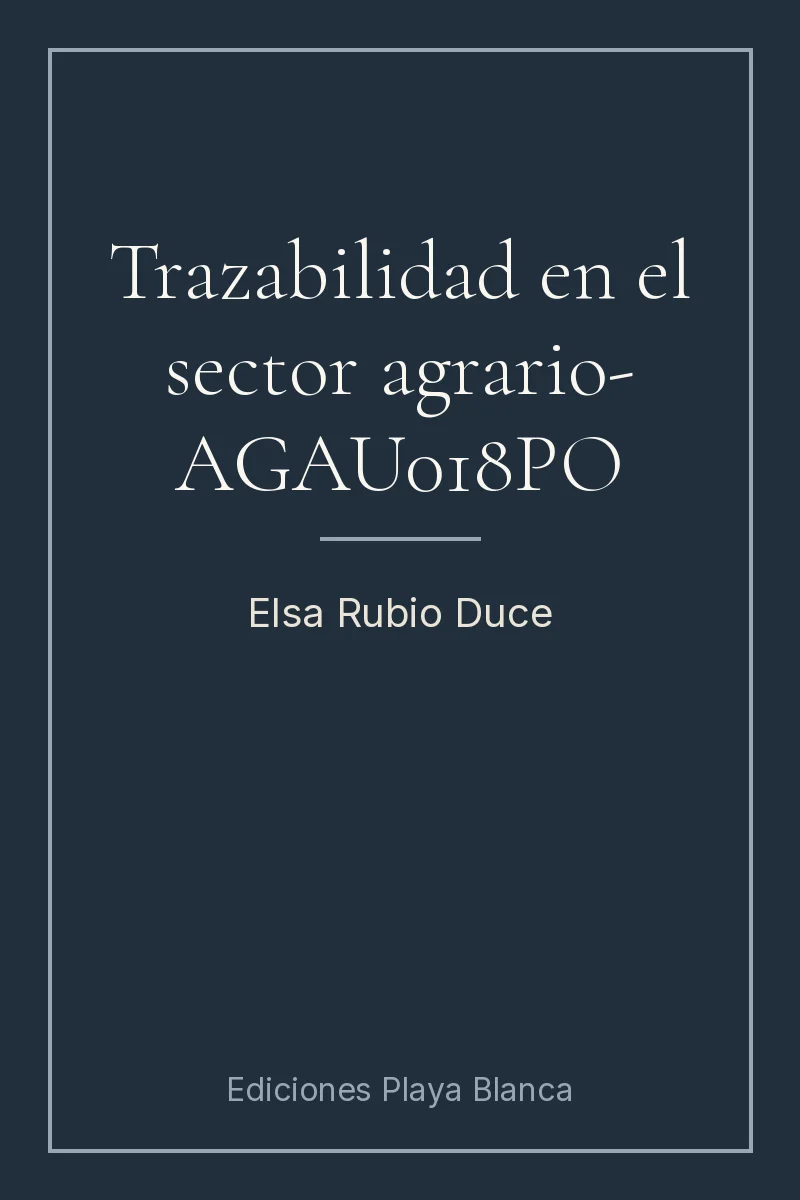 Trazabilidad en el
sector agrario-
AGAU018PO
Elsa Rubio Duce
Ediciones Playa Blanca